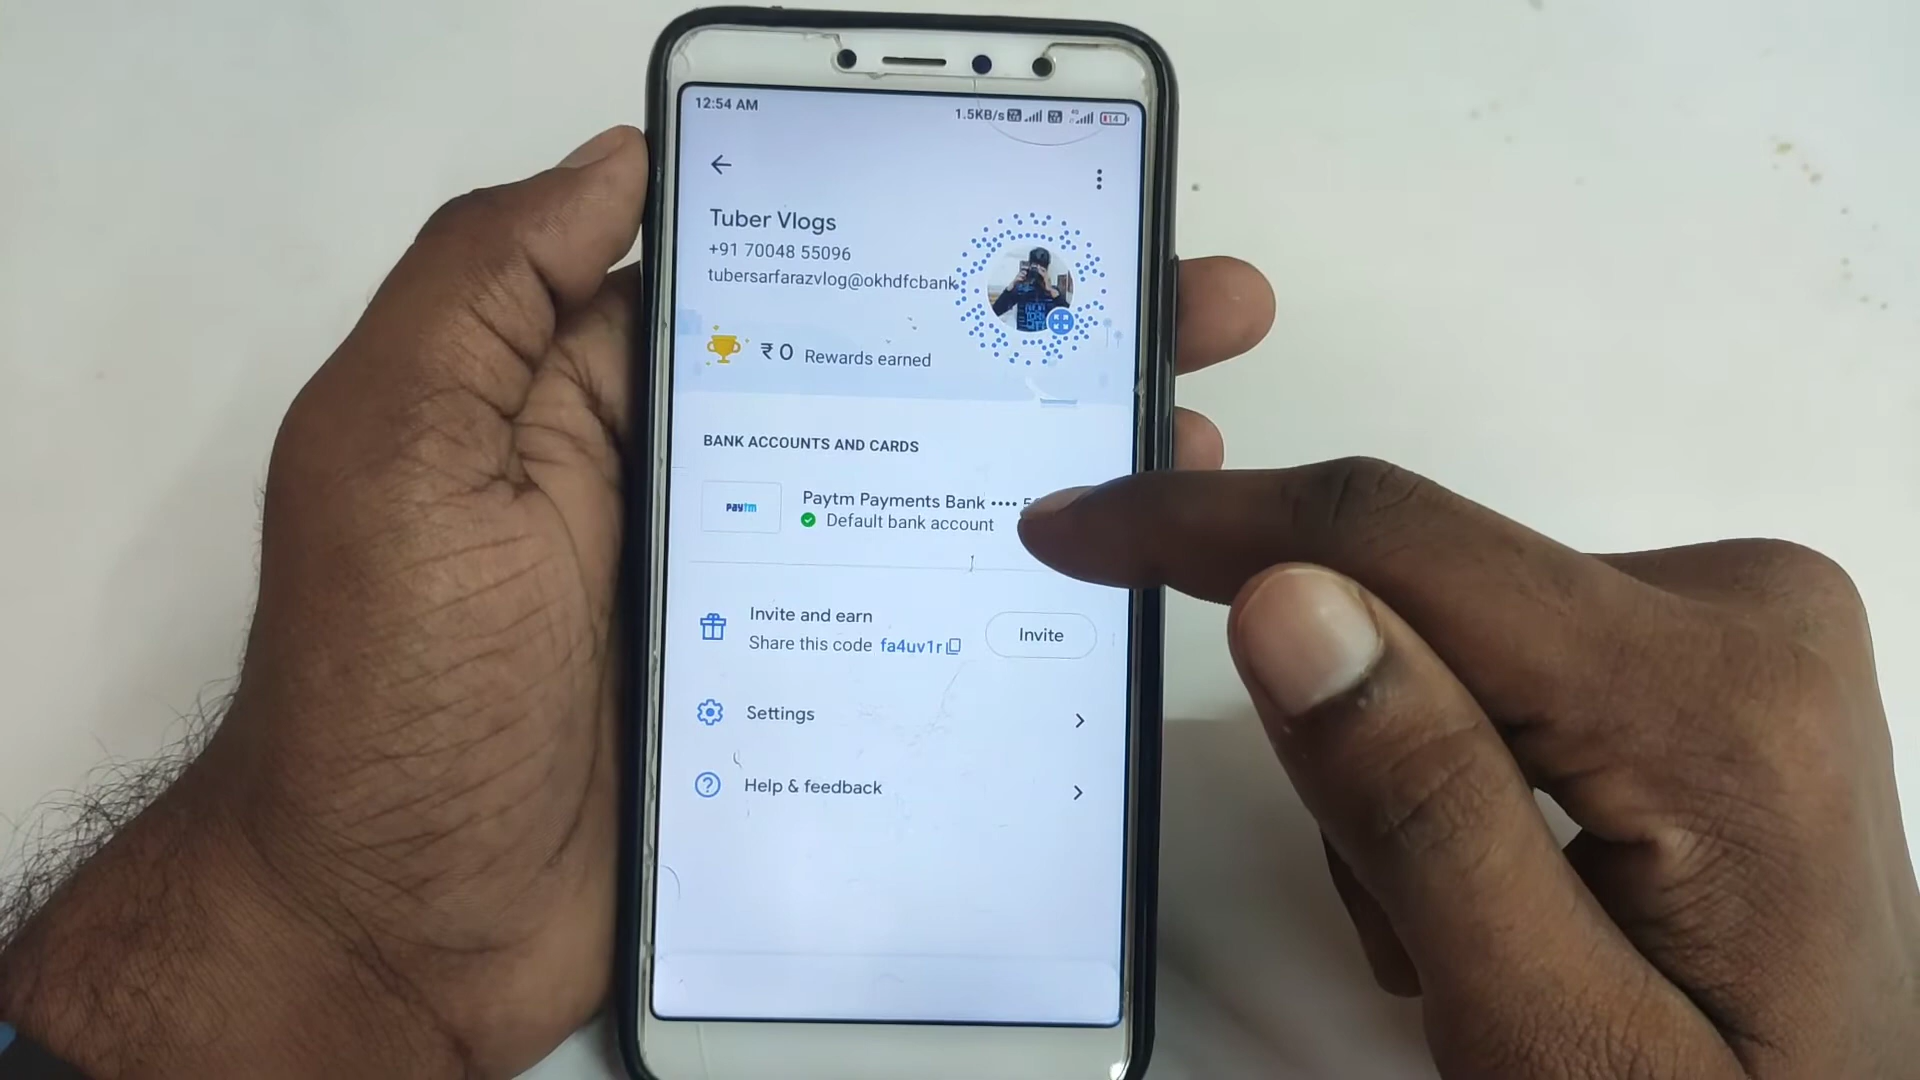 12:54 AM
1.5KB/s
14
Tuber Vlogs
+91 70048 55096
tubersarfarazvlog@okhdfcbank
₹ 0 Rewards earned
BANK ACCOUNTS AND CARDS
paytm
Paytm Payments Bank ••••
Default bank account
Invite and earn
Share this code fa4uv1r
Invite
Settings
Help & feedback